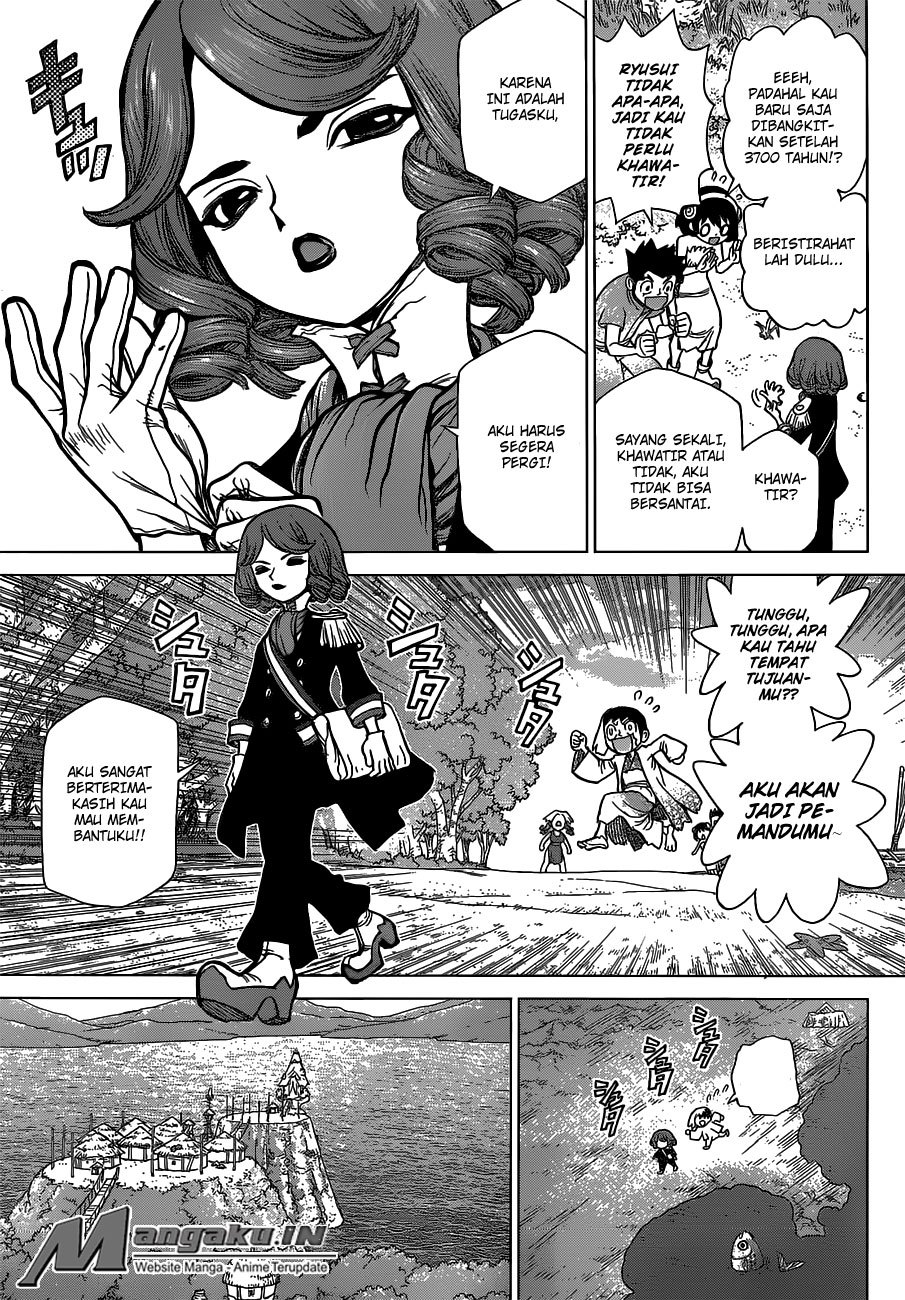 EEEH,
PADAHAL KAU
BARU SAJA
DIBANGKIT-
KAN SETELAH
3700 TAHUN!?
BERISTIRAHAT
LAH DULU...
RYUSUI
TIDAK
APA-APA,
JADI KAU
TIDAK
PERLU
KHAWA-
TIR!
KHAWA-
TIR?
SAYANG SEKALI,
KHAWATIR ATAU
TIDAK, AKU
TIDAK BISA
BERSANTAI.
KARENA
INI ADALAH
TUGASKU,
AKU HARUS
SEGERA
PERGI!
キュッ
TUNGGU,
TUNGGU, APA
KAU TAHU
TEMPAT
TUJUAN-
MU??
AKU AKAN
JADI PE-
MANDUMU~
シュタ
シュタ
シュタ
AKU SANGAT
BERTERIMA-
KASIH KAU
MAU MEM-
BANTUKU!!
シュタ
シュタ
シュタ
Mangaku.IN
Website Manga - Anime Terupdate